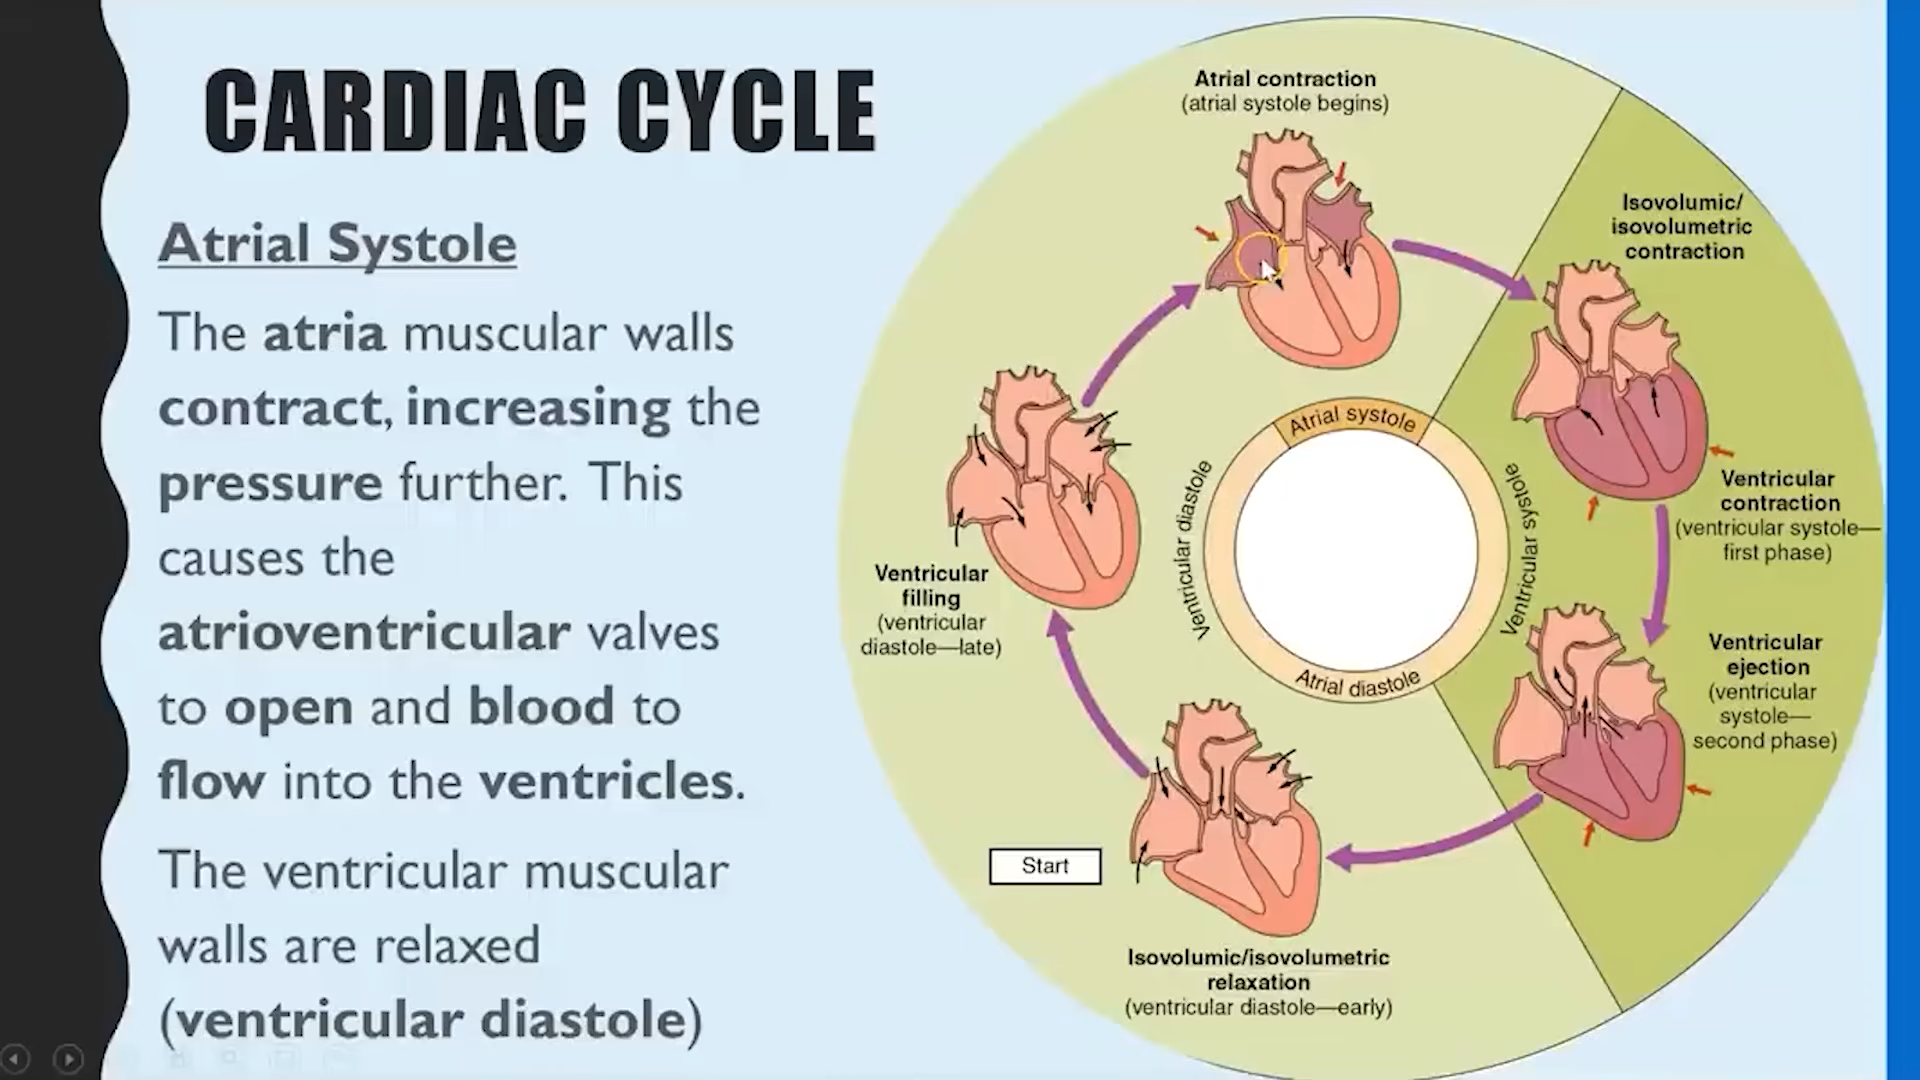 CARDIAC CYCLE
Atrial Systole
The atria muscular walls
contract, increasing the
pressure further. This
causes the
atrioventricular valves
to open and blood to
flow into the ventricles.
The ventricular muscular
walls are relaxed
(ventricular diastole)
Atrial contraction
(atrial systole begins)
Isovolumic/
isovolumetric
contraction
Ventricular
contraction
(ventricular systole—
first phase)
Ventricular
ejection
(ventricular
systole—
second phase)
Isovolumic/isovolumetric
relaxation
(ventricular diastole—early)
Start
Ventricular
filling
(ventricular
diastole—late)
Atrial systole
Ventricular systole
Atrial diastole
Ventricular diastole